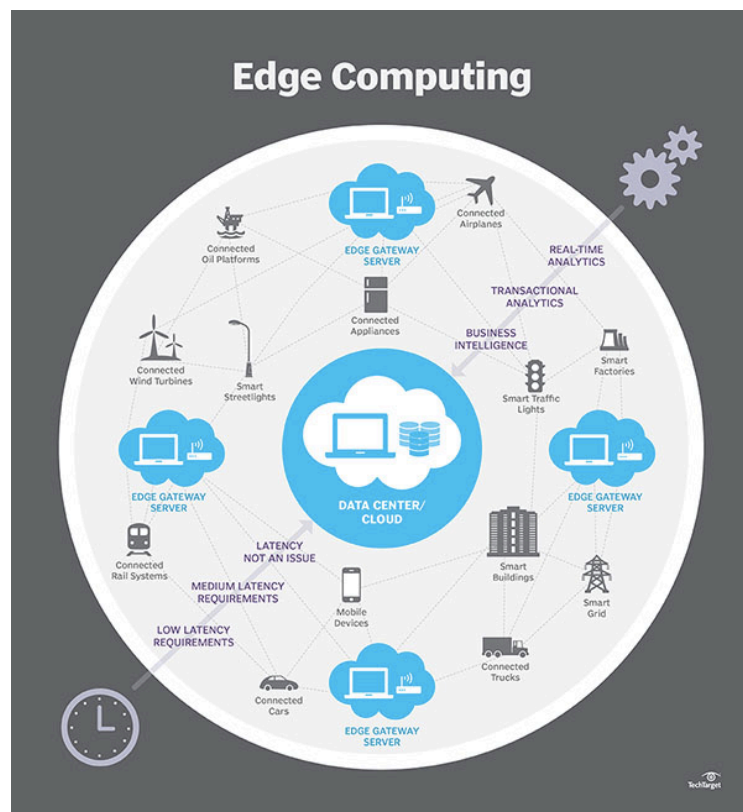 Edge Computing
EDGE GATEWAY
SERVER
Connected
Airplanes
Connected
Oil Platforms
REAL-TIME
ANALYTICS
TRANSACTIONAL
ANALYTICS
BUSINESS
INTELLIGENCE
Connected
Appliances
Connected
Wind Turbines
Smart
Streetlights
Smart
Factories
Smart Traffic
Lights
EDGE GATEWAY
SERVER
DATA CENTER/
CLOUD
EDGE GATEWAY
SERVER
Connected
Rail Systems
LATENCY
NOT AN ISSUE
MEDIUM LATENCY
REQUIREMENTS
LOW LATENCY
REQUIREMENTS
Mobile
Devices
Smart
Buildings
Smart
Grid
Connected
Trucks
Connected
Cars
EDGE GATEWAY
SERVER
TechTarget